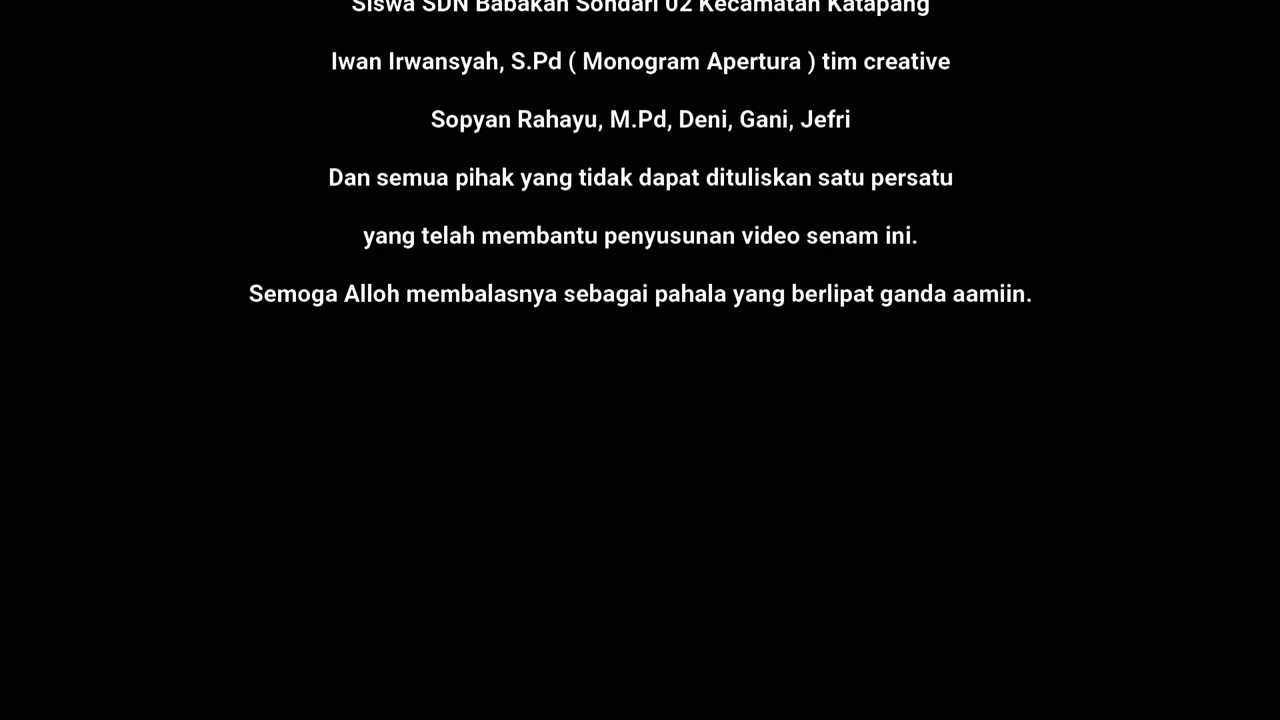 Siswa SDN Babakan Sondari 02 Kecamatan Katapang
Iwan Irwansyah, S.Pd ( Monogram Apertura ) tim creative
Sopyan Rahayu, M.Pd, Deni, Gani, Jefri
Dan semua pihak yang tidak dapat dituliskan satu persatu
yang telah membantu penyusunan video senam ini.
Semoga Alloh membalasnya sebagai pahala yang berlipat ganda aamiin.